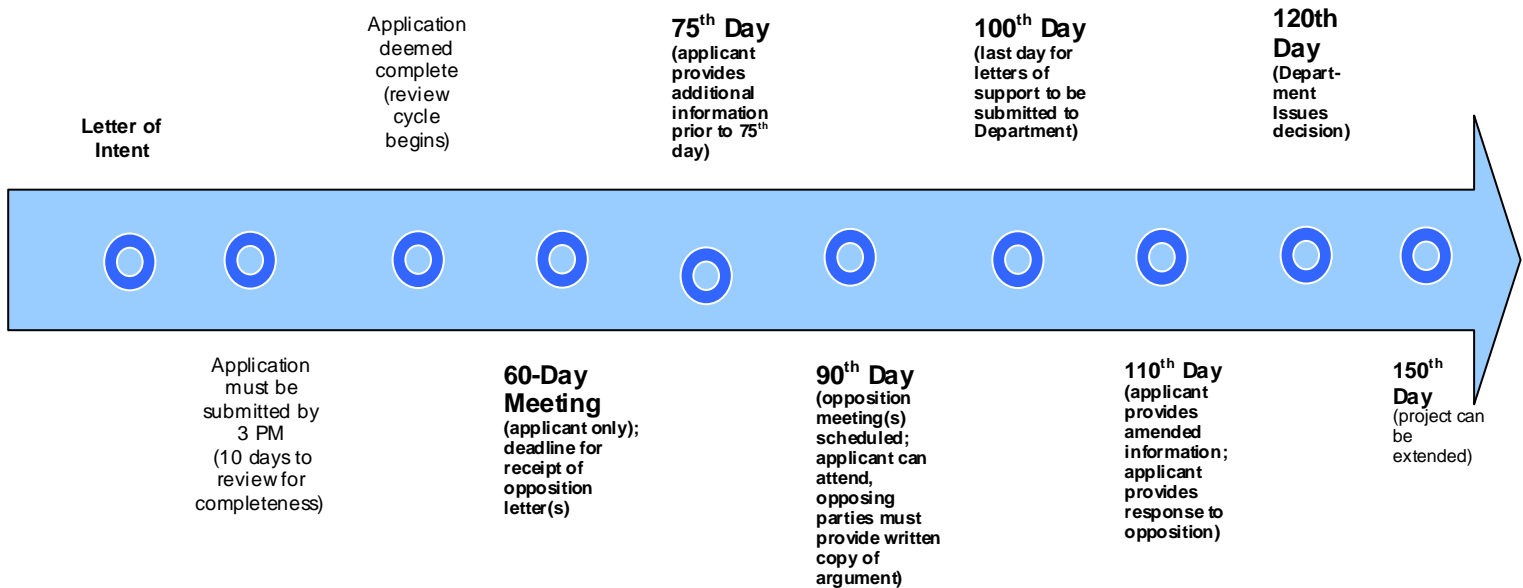 Letter of
Intent
Application
must be
submitted by
3 PM
(10 days to
review for
completeness)
Application
deemed
complete
(review
cycle
begins)
60-Day
Meeting
(applicant only);
deadline for
receipt of
opposition
letter(s)
75th Day
(applicant
provides
additional
information
prior to 75th
day)
90th Day
(opposition
meeting(s)
scheduled;
applicant can
attend,
opposing
parties must
provide written
copy of
argument)
100th Day
(last day for
letters of
support to be
submitted to
Department)
110th Day
(applicant
provides
amended
information;
applicant
provides
response to
opposition)
120th
Day
(Depart-
ment
Issues
decision)
150th
Day
(project can
be
extended)